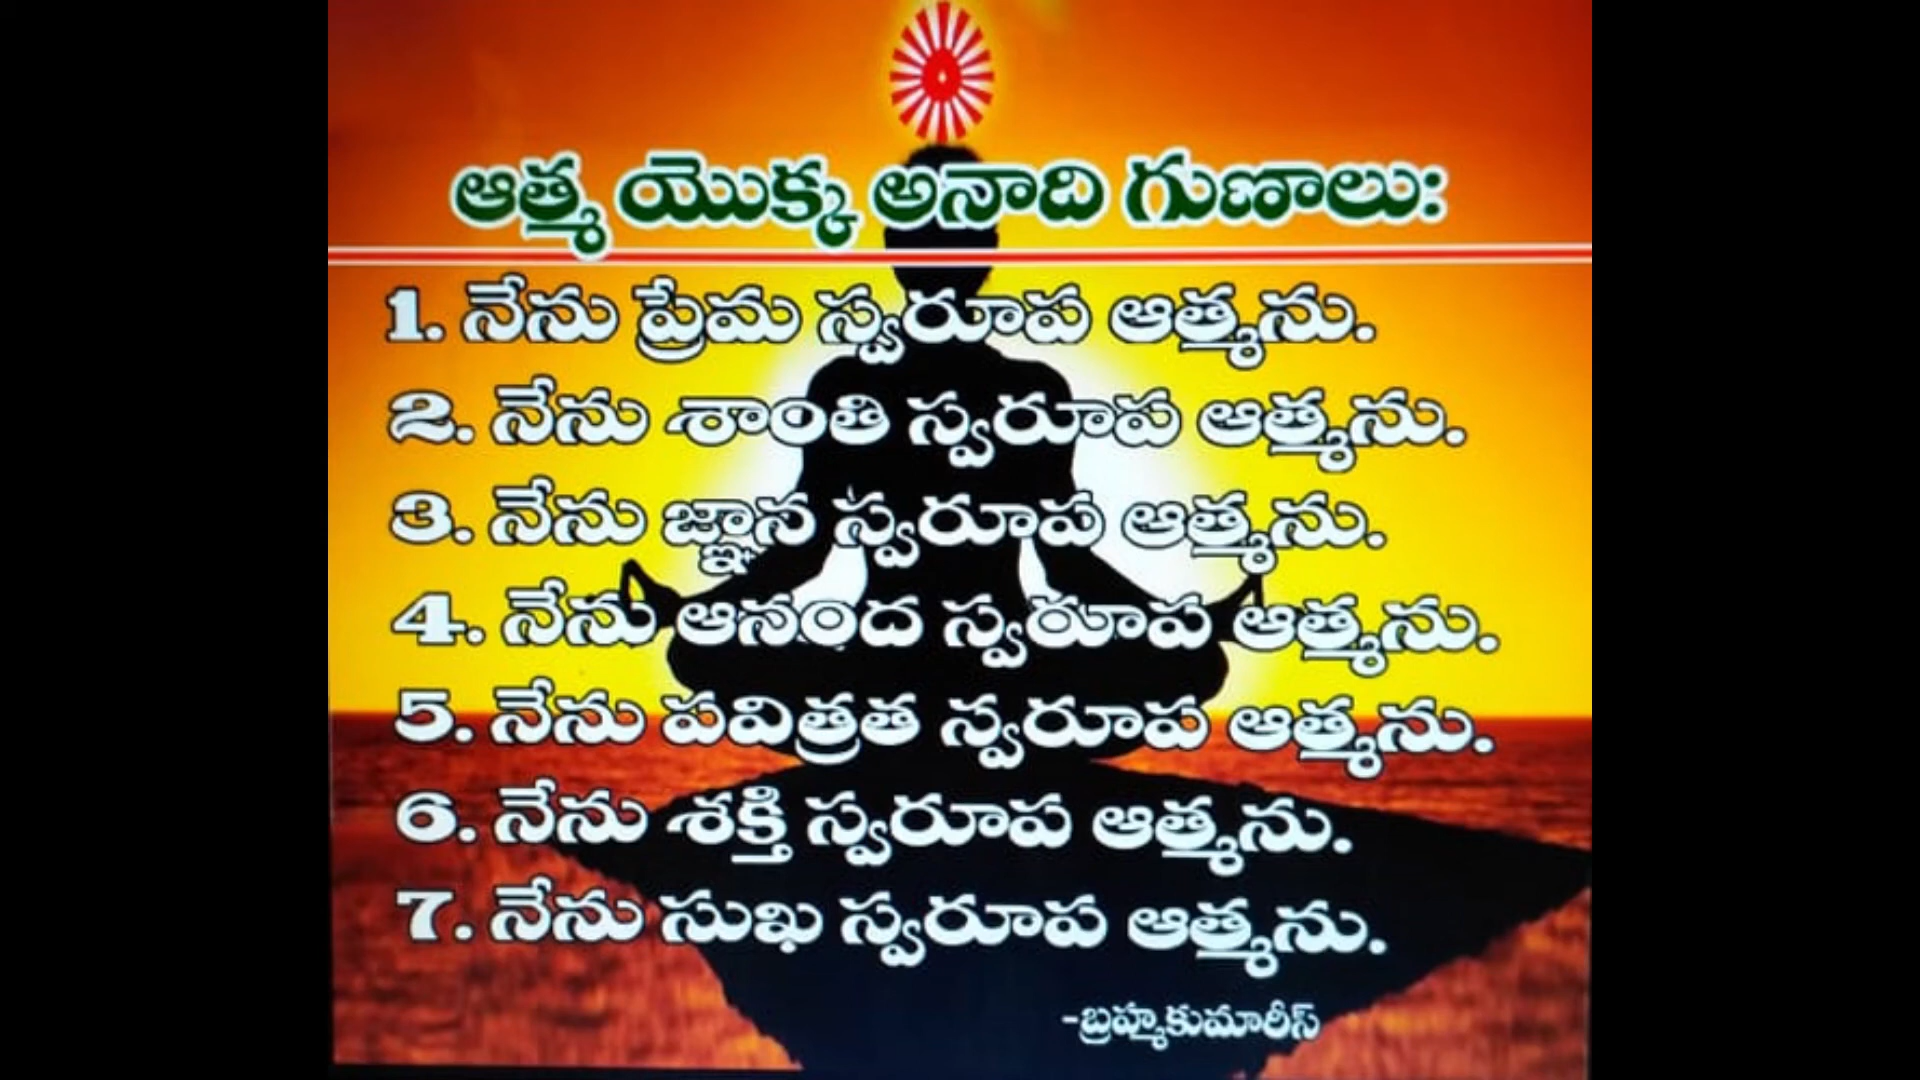 ఆత్మ యొక్క అనాది గుణాలు:
1. నేను ప్రేమ స్వరూప ఆత్మను.
2. నేను శాంతి స్వరూప ఆత్మను.
3. నేను జ్ఞాన స్వరూప ఆత్మను.
4. నేను ఆనంద స్వరూప ఆత్మను.
5. నేను పవిత్రత స్వరూప ఆత్మను.
6. నేను శక్తి స్వరూప ఆత్మను.
7. నేను సుఖ స్వరూప ఆత్మను.
-బ్రహ్మకుమారీస్